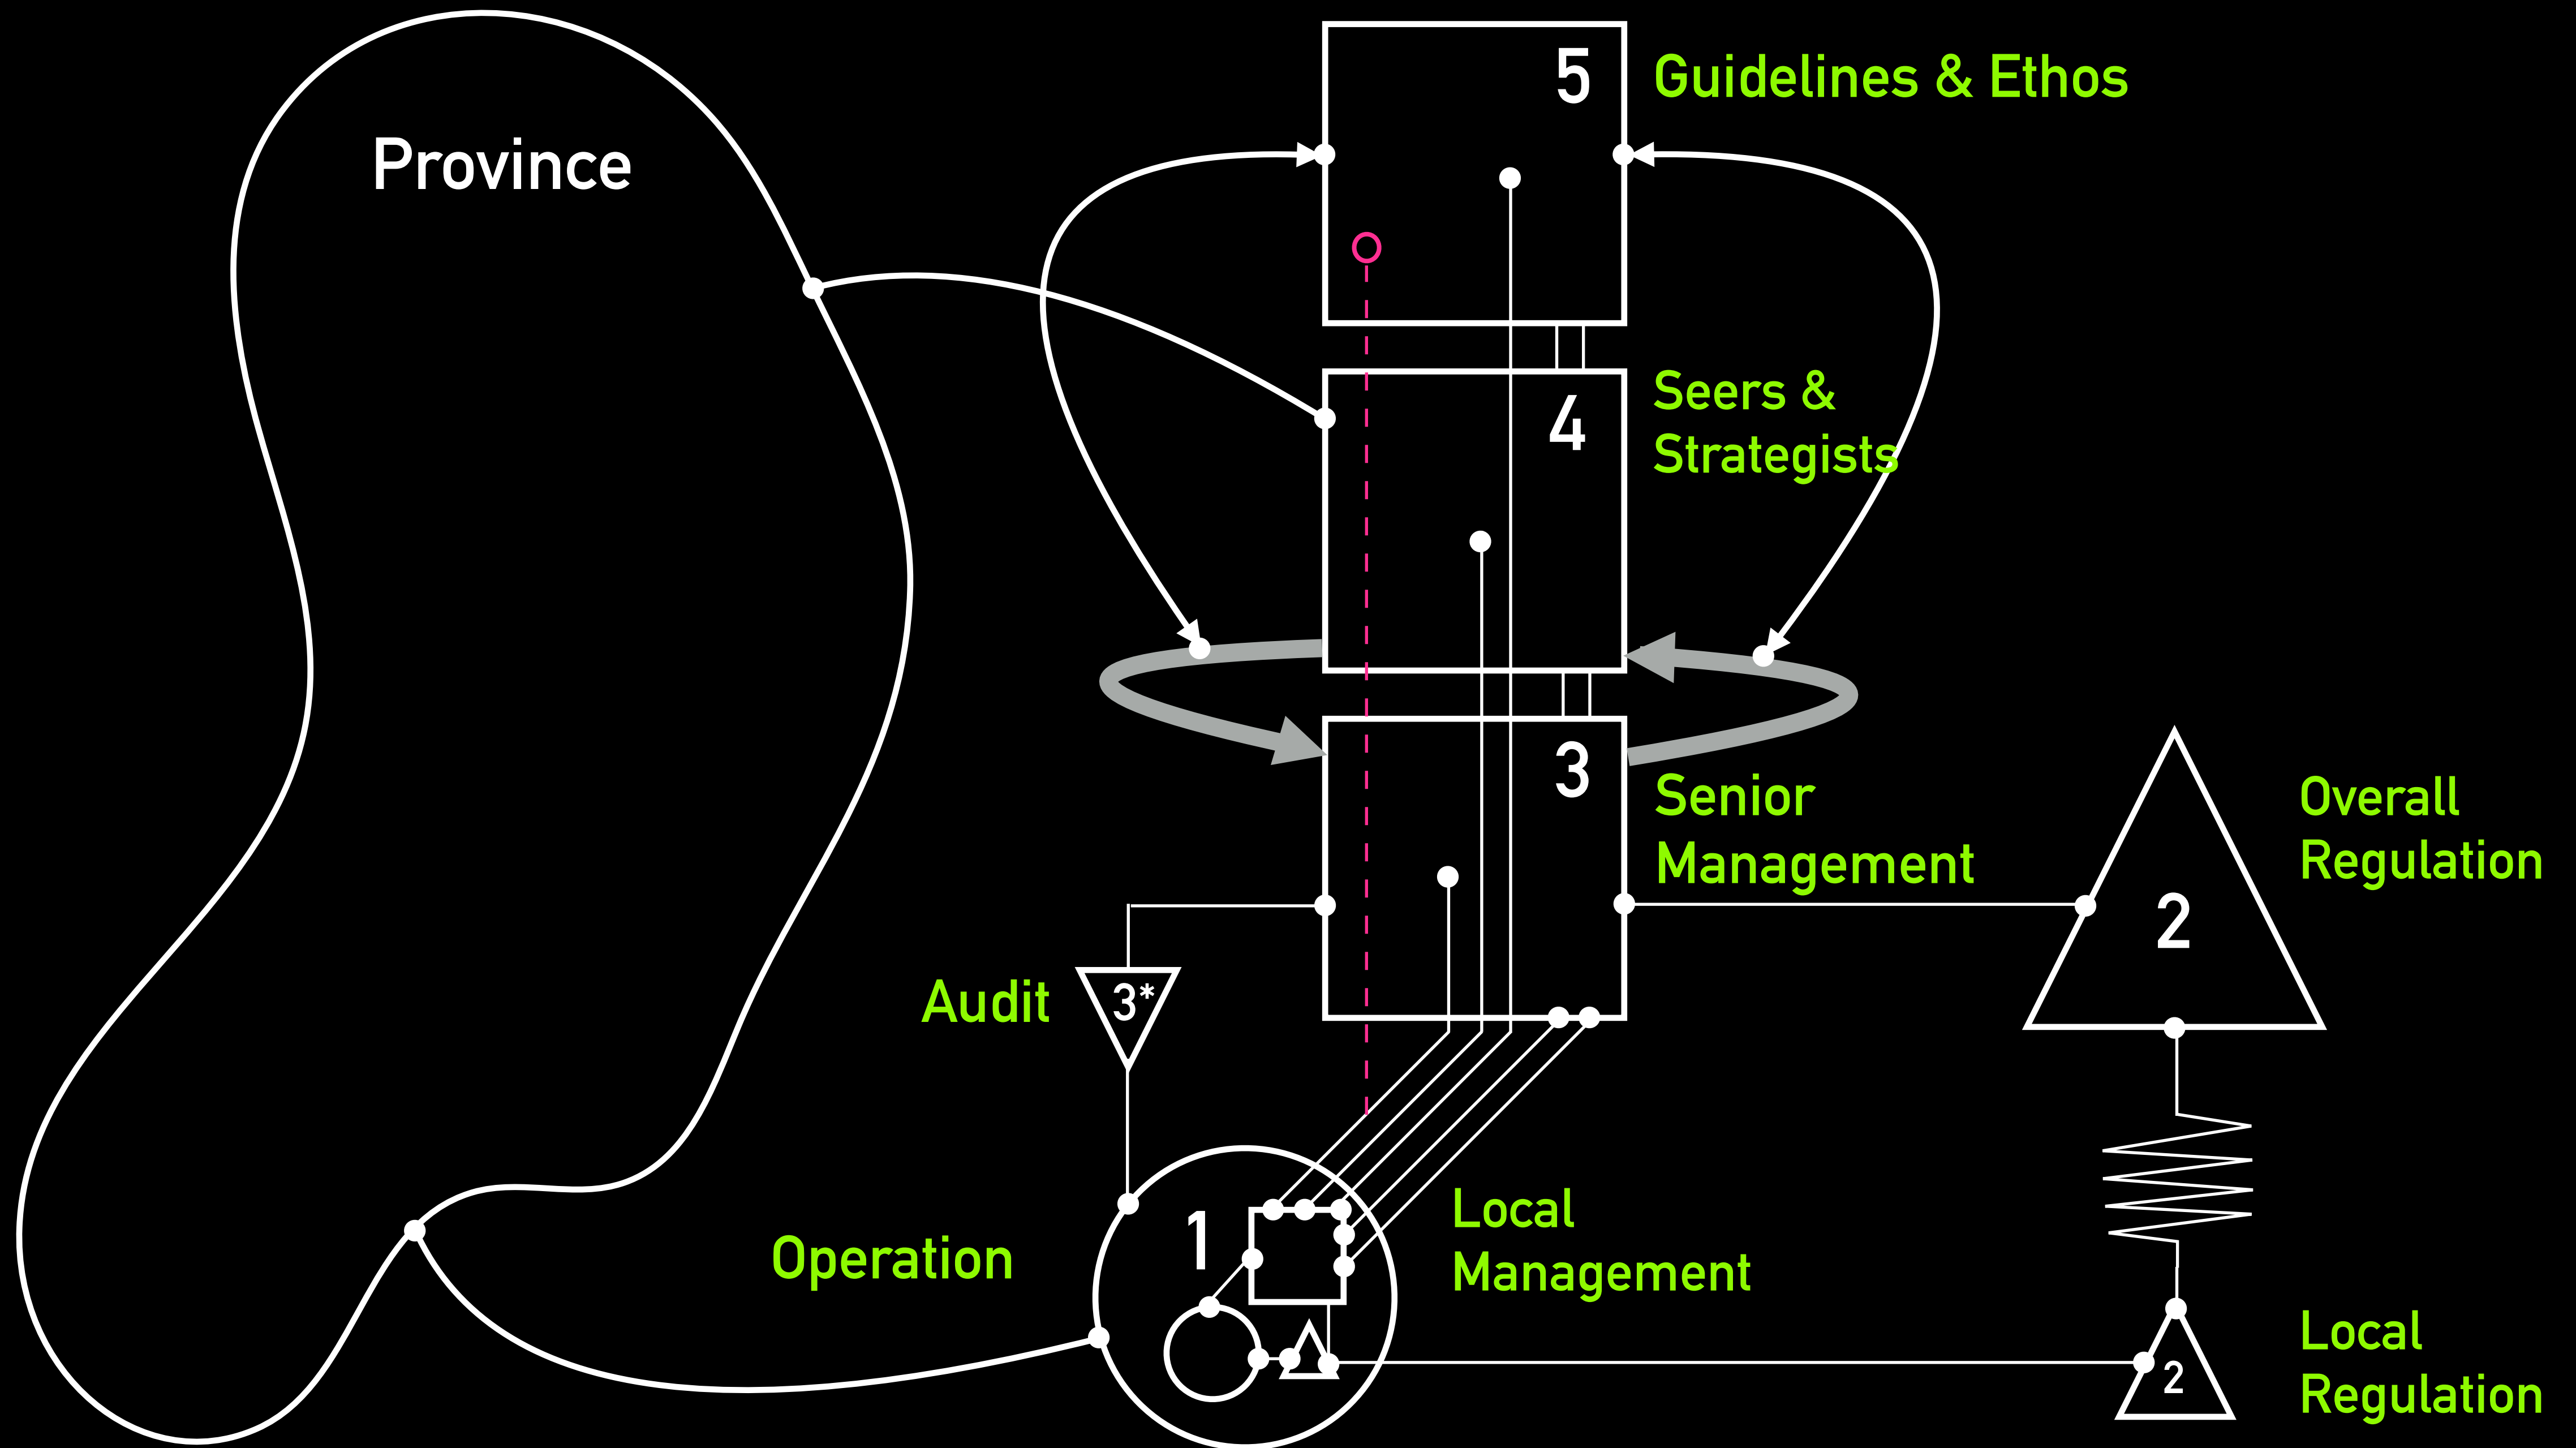 Province
5
Guidelines & Ethos
4
Seers &
Strategists
3
Senior
Management
2
Overall
Regulation
Audit
3*
Operation
1
Local
Management
2
Local
Regulation